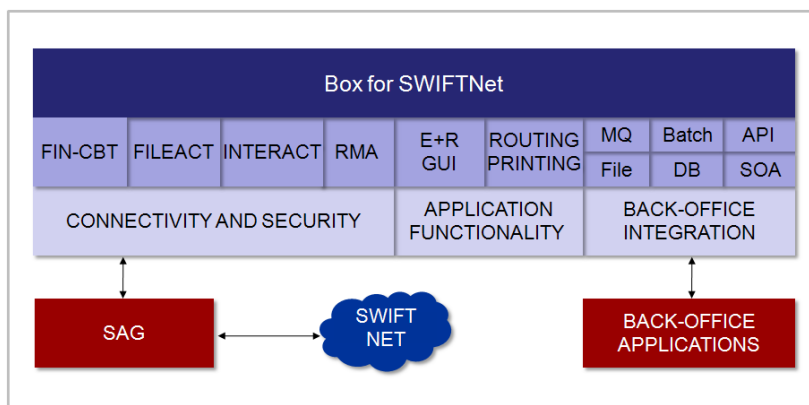 Box for SWIFTNet
FIN-CBT
FILEACT
INTERACT
RMA
E+R
GUI
ROUTING
PRINTING
MQ
Batch
API
File
DB
SOA
CONNECTIVITY AND SECURITY
APPLICATION
FUNCTIONALITY
BACK-OFFICE
INTEGRATION
SAG
SWIFT
NET
BACK-OFFICE
APPLICATIONS